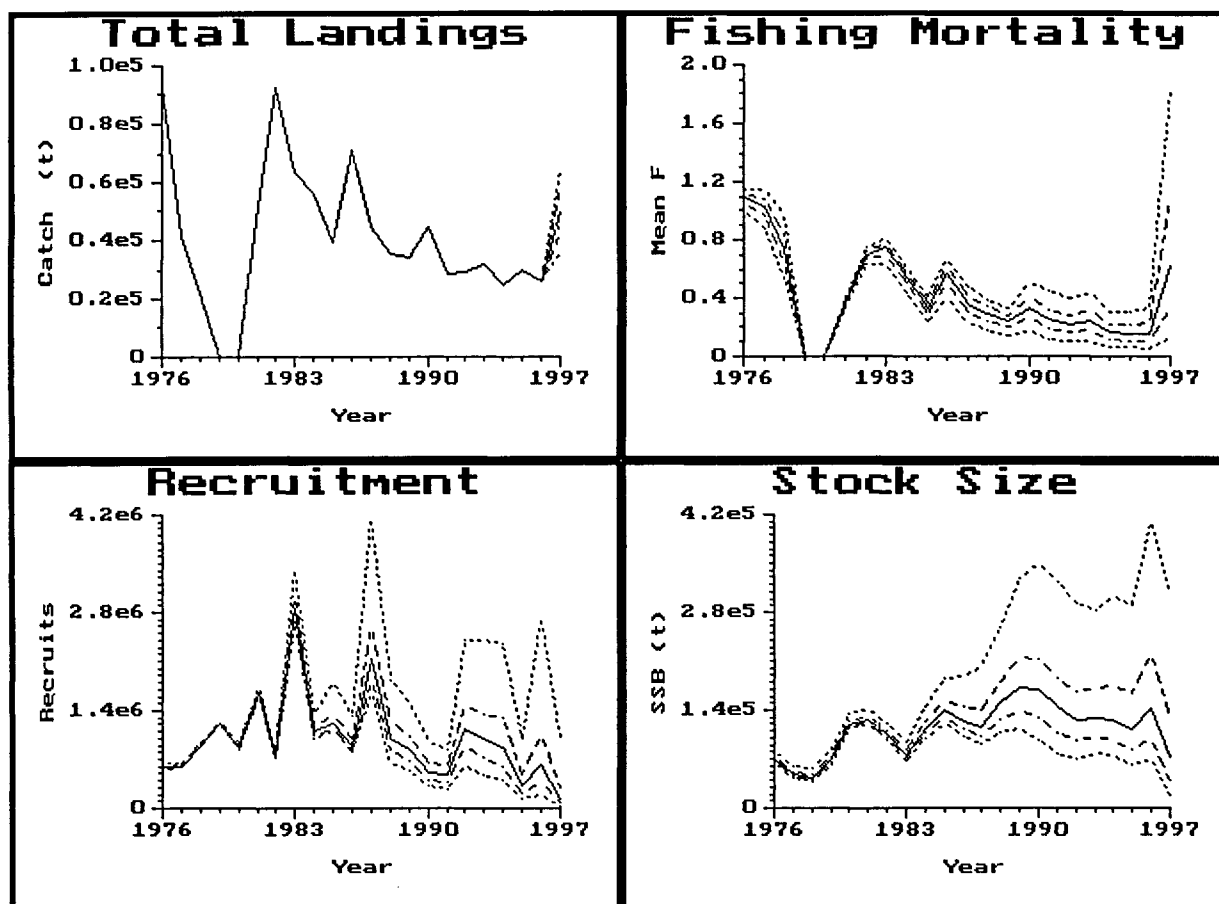 Total Landings
1.0e5
0.8e5
0.6e5
0.4e5
0.2e5
0
Catch (t)
1976 1983 1990 1997
Year
Fishing Mortality
2.0
1.6
1.2
0.8
0.4
0
Mean F
1976 1983 1990 1997
Year
Recruitment
4.2e6
2.8e6
1.4e6
0
Recruits
1976 1983 1990 1997
Year
Stock Size
4.2e5
2.8e5
1.4e5
0
SSB (t)
1976 1983 1990 1997
Year